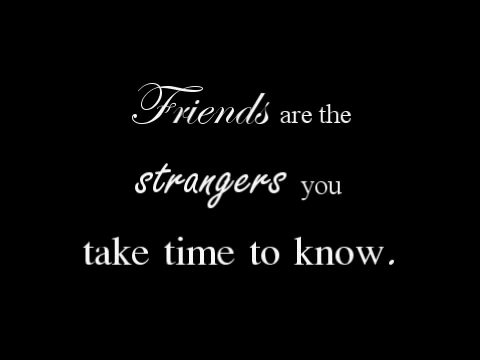 Friends are the
strangers you
take time to know.